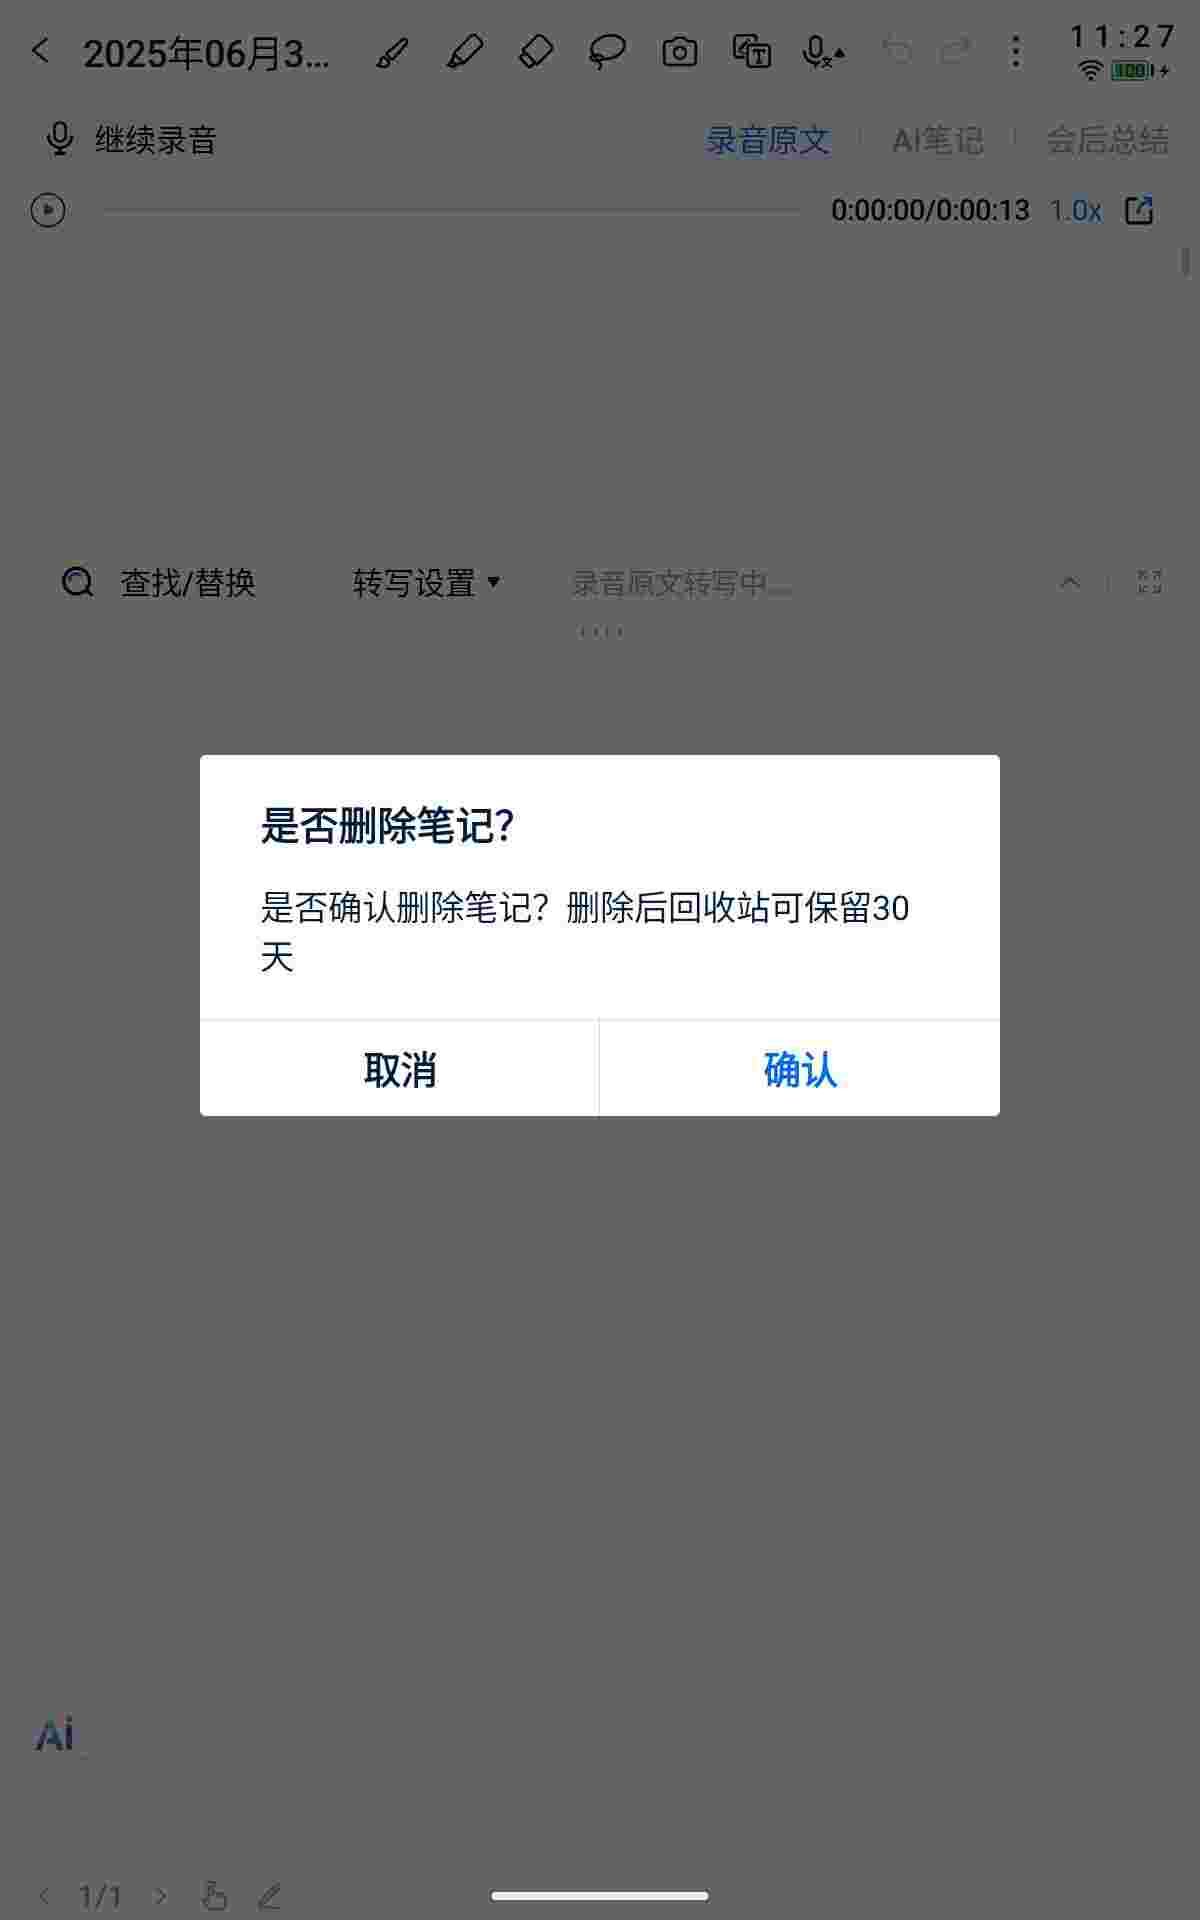 2025年06月3...
11:27
100
继续录音
录音原文
AI笔记
会后总结
0:00:00/0:00:13
1.0x
查找/替换
转写设置
录音原文转写中...
是否删除笔记?
是否确认删除笔记？删除后回收站可保留30
天
取消
确认
Ai
1/1